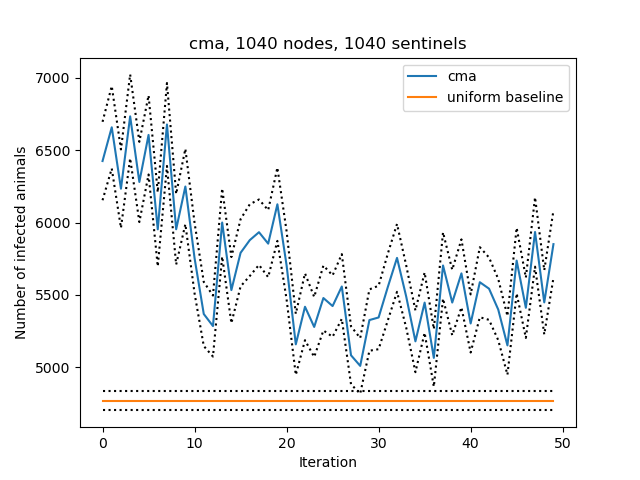 cma, 1040 nodes, 1040 sentinels
cma
uniform baseline
7000
6500
6000
5500
5000
Number of infected animals
0 10 20 30 40 50
Iteration